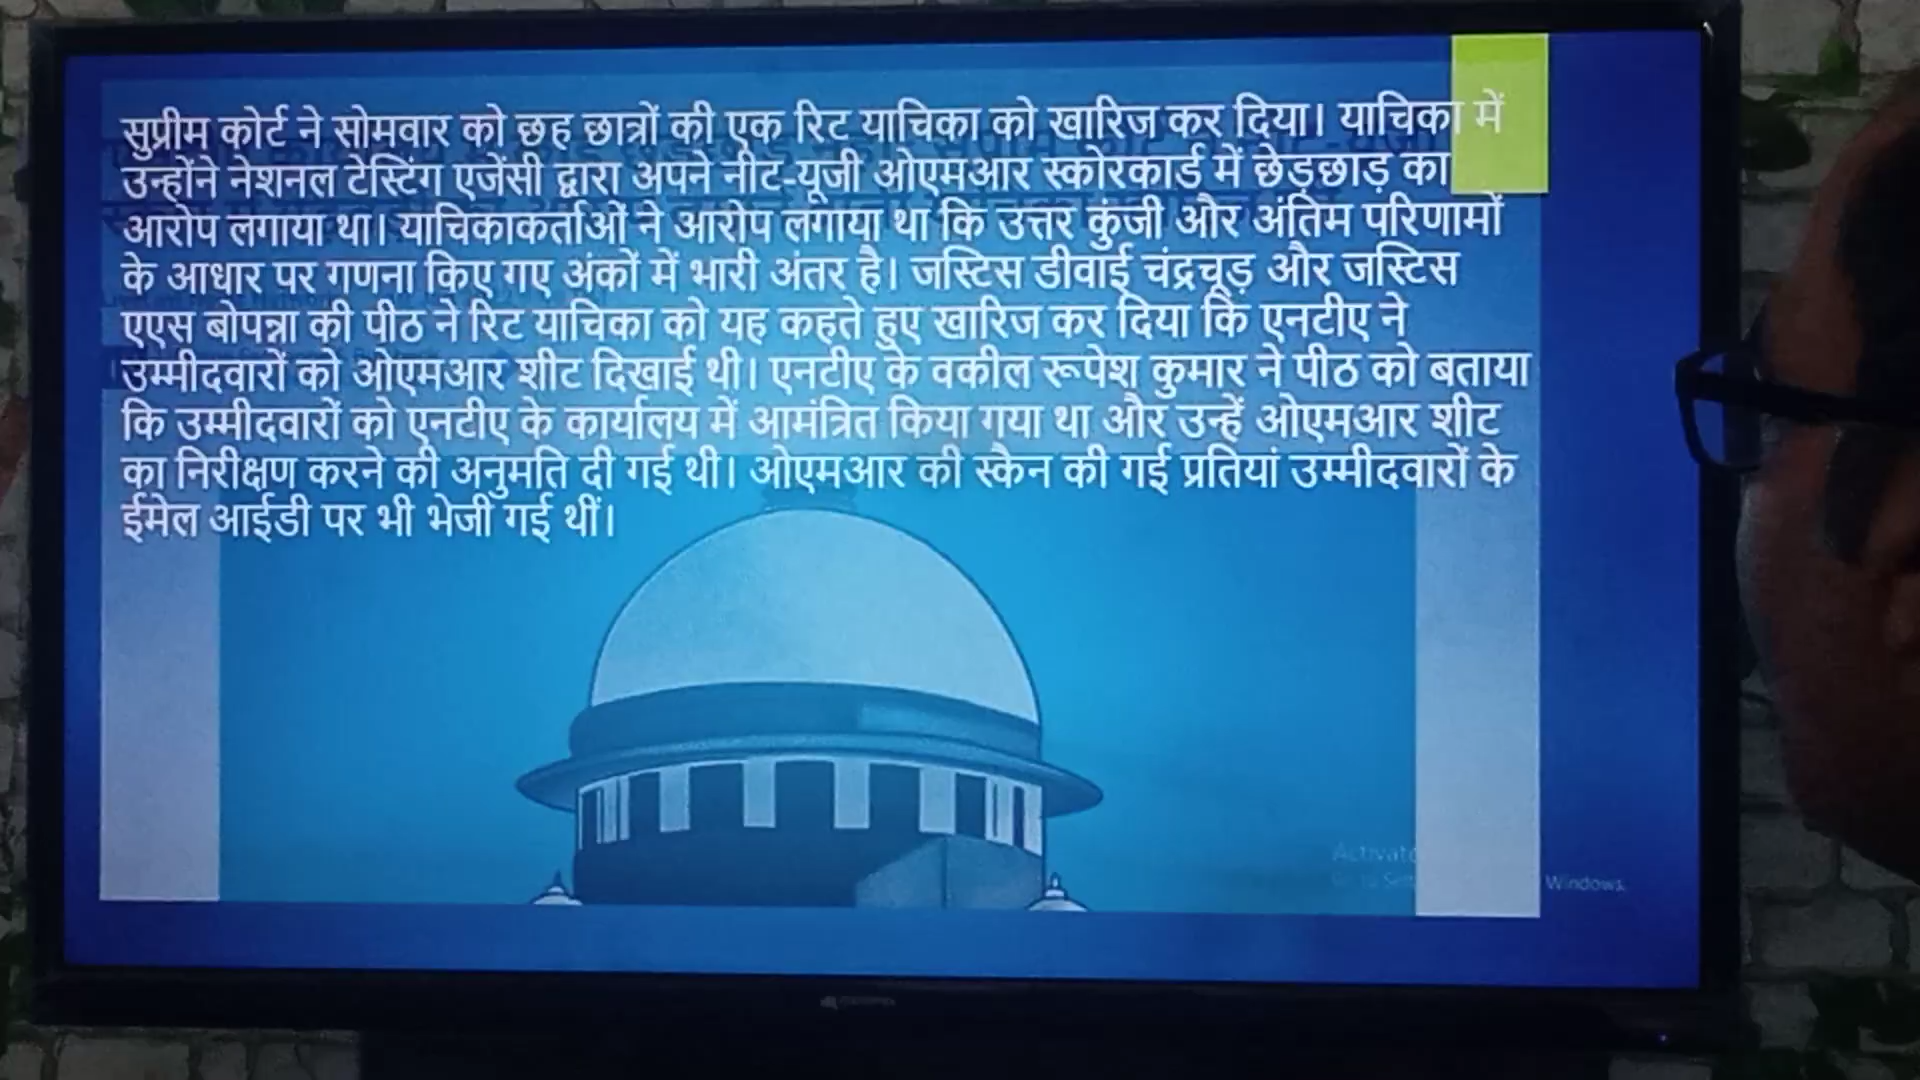 सुप्रीम कोर्ट ने सोमवार को छह छात्रों की एक रिट याचिका को खारिज कर दिया। याचिका में
उन्होंने नेशनल टेस्टिंग एजेंसी द्वारा अपने नीट-यूजी ओएमआर स्कोरकार्ड में छेड़छाड़ का
आरोप लगाया था। याचिकाकर्ताओं ने आरोप लगाया था कि उत्तर कुंजी और अंतिम परिणामों
के आधार पर गणना किए गए अंकों में भारी अंतर है। जस्टिस डीवाई चंद्रचूड़ और जस्टिस
एएस बोपन्ना की पीठ ने रिट याचिका को यह कहते हुए खारिज कर दिया कि एनटीए ने
उम्मीदवारों को ओएमआर शीट दिखाई थी। एनटीए के वकील रूपेश कुमार ने पीठ को बताया
कि उम्मीदवारों को एनटीए के कार्यालय में आमंत्रित किया गया था और उन्हें ओएमआर शीट
का निरीक्षण करने की अनुमति दी गई थी। ओएमआर की स्कैन की गई प्रतियां उम्मीदवारों के
ईमेल आईडी पर भी भेजी गई थीं।
Activate
Windows.